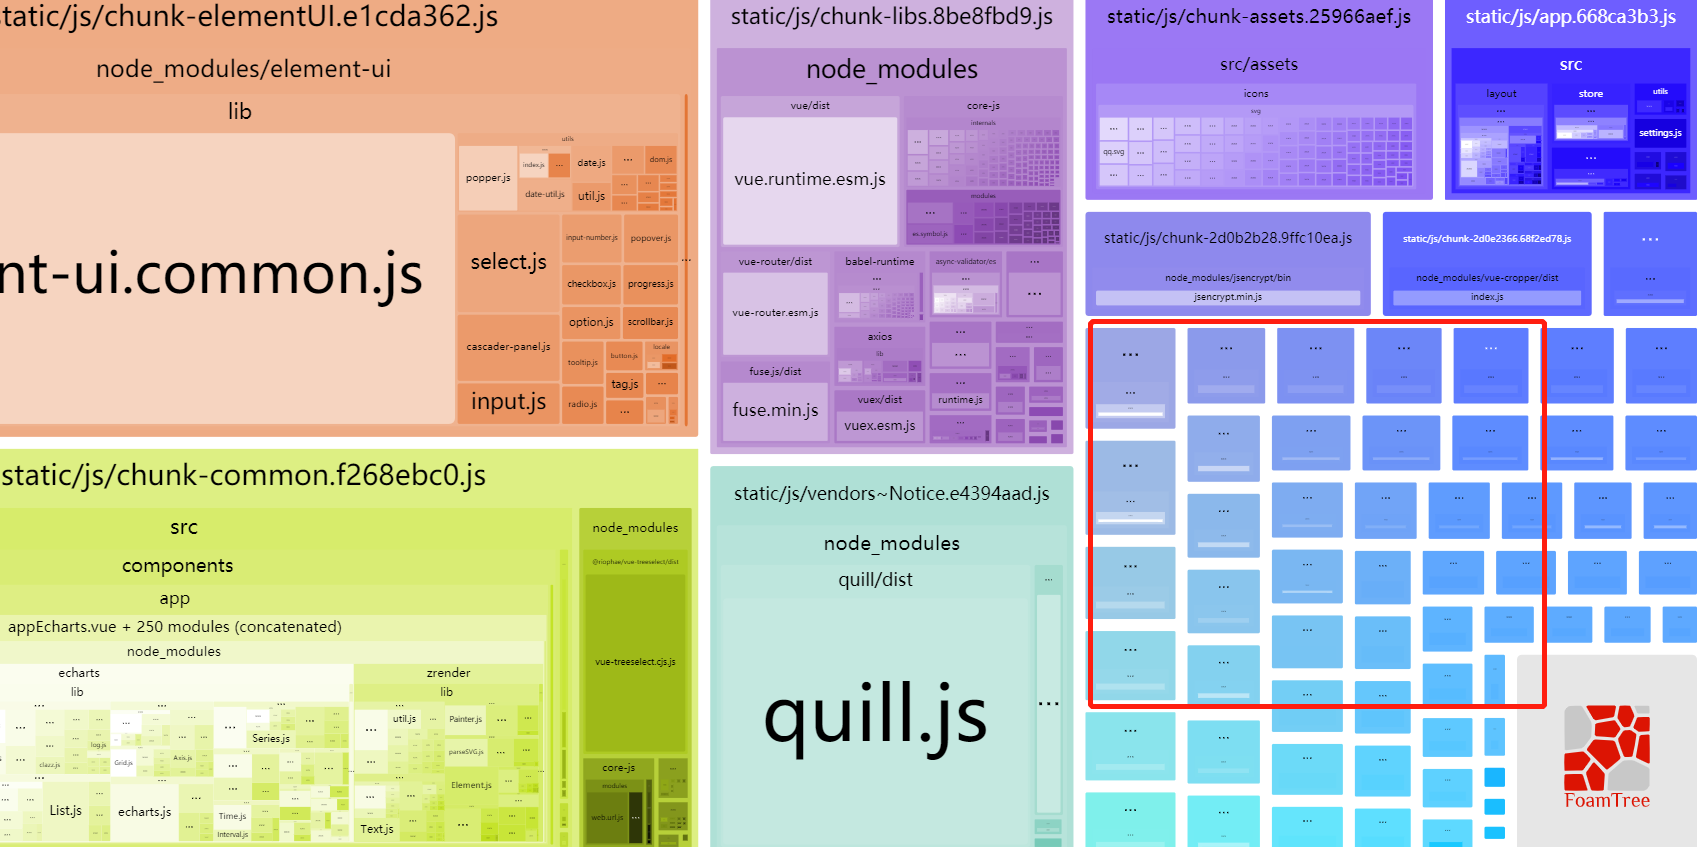 static/js/chunk-elementUI.e1cda362.js
node_modules/element-ui
lib
nt-ui.common.js
utils
popper.js
index.js
...
date.js
...
dom.js
date-util.js
util.js
select.js
input-number.js
popover.js
checkbox.js
progress.js
option.js
scrollbar.js
cascader-panel.js
tooltip.js
button.js
locale
tag.js
...
input.js
radio.js
...
static/js/chunk-common.f268ebc0.js
src
components
app
appEcharts.vue + 250 modules (concatenated)
node_modules
echarts
lib
log.js
clazz.js
Grid.js
Axis.js
Series.js
List.js
echarts.js
Time.js
Interval.js
zrender
lib
util.js
Painter.js
parseSVG.js
Element.js
Text.js
node_modules
@riophae/vue-treeselect/dist
vue-treeselect.cjs.js
core-js
modules
web.url.js
static/js/chunk-libs.8be8fbd9.js
node_modules
vue/dist
vue.runtime.esm.js
core-js
internals
modules
es.symbol.js
vue-router/dist
vue-router.esm.js
babel-runtime
async-validator/es
axios
lib
fuse.js/dist
fuse.min.js
vuex/dist
vuex.esm.js
runtime.js
static/js/vendors~Notice.e4394aad.js
node_modules
quill/dist
quill.js
...
static/js/chunk-assets.25966aef.js
src/assets
icons
svg
qq.svg
static/js/app.668ca3b3.js
src
layout
store
utils
settings.js
static/js/chunk-2d0b2b28.9ffc10ea.js
node_modules/jsencrypt/bin
jsencrypt.min.js
static/js/chunk-2d0e2366.68f2ed78.js
node_modules/vue-cropper/dist
index.js
...
FoamTree